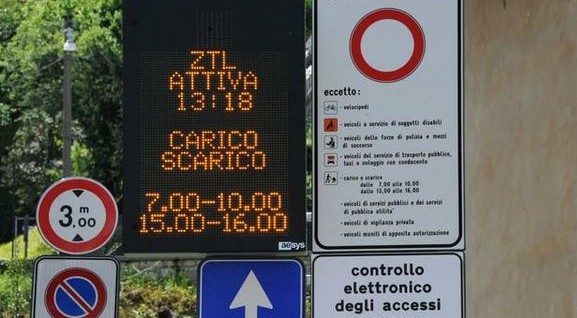 ZTL
ATTIVA
13:18
CARICO
SCARICO
7.00-10.00
15.00-16.00
aesys
3,00 m
eccetto:
- velocipedi
- veicoli a servizio di soggetti disabili
- veicoli delle forze di polizia e mezzi
di soccorso
- veicoli del servizio di trasporto pubblico,
taxi e noleggio con conducente
- carico e scarico
dalle 7,00 alle 10,00
dalle 15,00 alle 16,00
- veicoli di servizi pubblici e dei servizi
di pubblica utilità
- veicoli di vigilanza privata
- veicoli muniti di apposita autorizzazione
controllo
elettronico
degli accessi